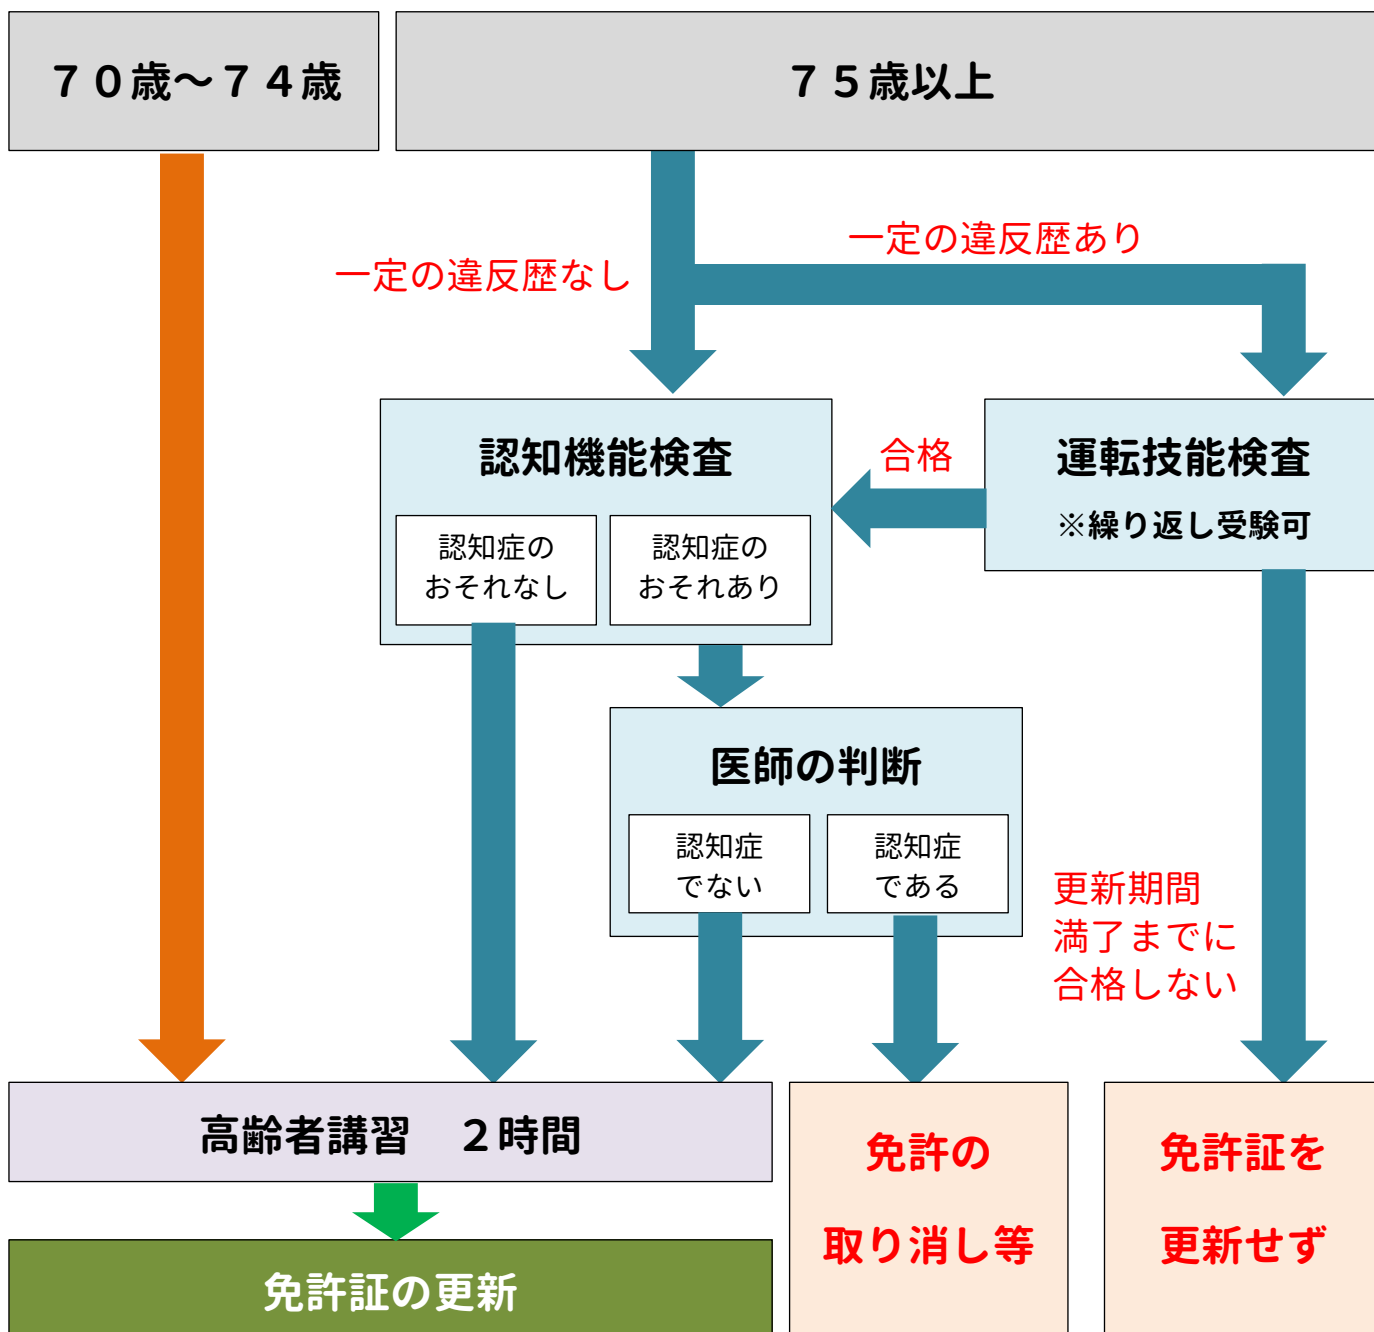 ７０歳～７４歳
７５歳以上
一定の違反歴あり
一定の違反歴なし
認知機能検査
合格
運転技能検査
※繰り返し受験可
認知症の
おそれなし
認知症の
おそれあり
医師の判断
認知症
でない
認知症
である
更新期間
満了までに
合格しない
高齢者講習　２時間
免許の
取り消し等
免許証を
更新せず
免許証の更新